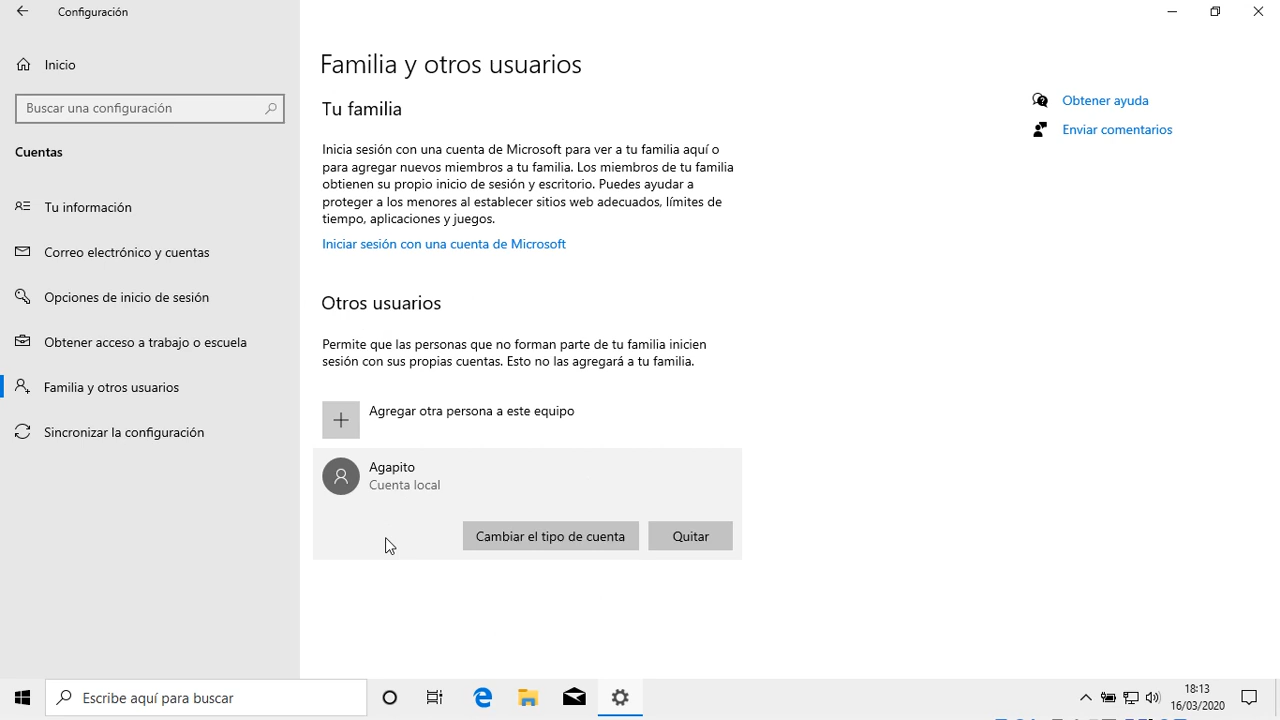 Configuración
Inicio
Buscar una configuración
Cuentas
Tu información
Correo electrónico y cuentas
Opciones de inicio de sesión
Obtener acceso a trabajo o escuela
Familia y otros usuarios
Sincronizar la configuración
Familia y otros usuarios
Tu familia
Inicia sesión con una cuenta de Microsoft para ver a tu familia aquí o
para agregar nuevos miembros a tu familia. Los miembros de tu familia
obtienen su propio inicio de sesión y escritorio. Puedes ayudar a
proteger a los menores al establecer sitios web adecuados, límites de
tiempo, aplicaciones y juegos.
Iniciar sesión con una cuenta de Microsoft
Otros usuarios
Permite que las personas que no forman parte de tu familia inicien
sesión con sus propias cuentas. Esto no las agregará a tu familia.
Agregar otra persona a este equipo
Agapito
Cuenta local
Cambiar el tipo de cuenta
Quitar
Obtener ayuda
Enviar comentarios
Escribe aquí para buscar
18:13
16/03/2020